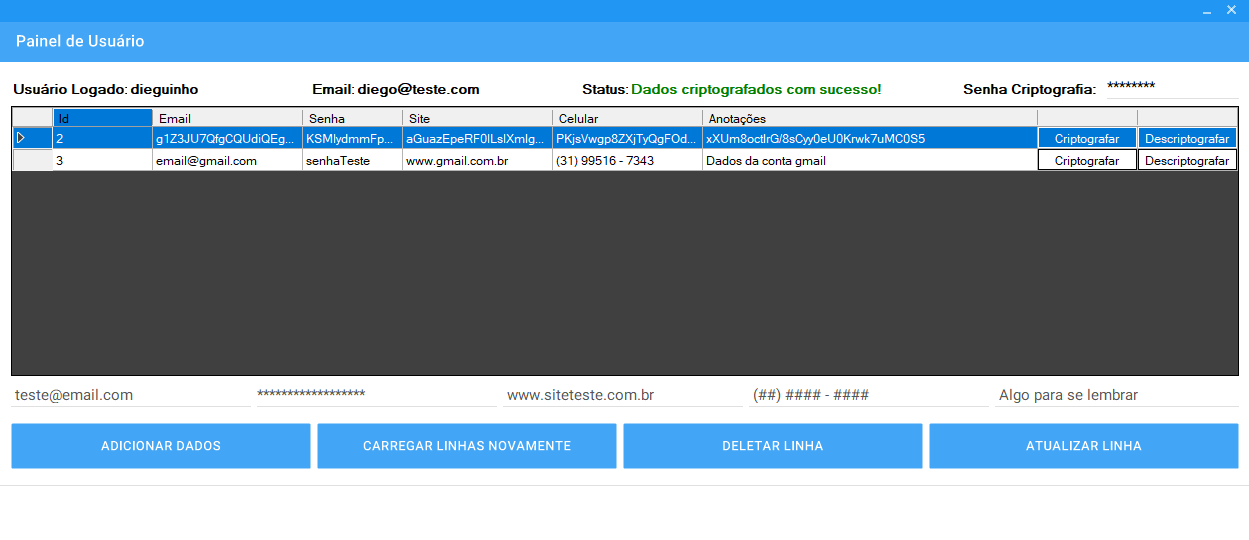 Painel de Usuário
Usuário Logado: dieguinho Email: diego@teste.com Status: Dados criptografados com sucesso! Senha Criptografia: ********
Id Email Senha Site Celular Anotações
2 g1Z3JU7QfgCQUdiQEg... KSMlydmmFp... aGuazEpeRF0ILslXmlg... PKjsVwgp8ZXjTyQgFOd... xXUm8octlrG/8sCyy0eU0Krwk7uMC0S5 Criptografar Descriptografar
3 email@gmail.com senhaTeste www.gmail.com.br (31) 99516 - 7343 Dados da conta gmail Criptografar Descriptografar
teste@email.com ****************** www.siteteste.com.br (##) #### - #### Algo para se lembrar
ADICIONAR DADOS CARREGAR LINHAS NOVAMENTE DELETAR LINHA ATUALIZAR LINHA